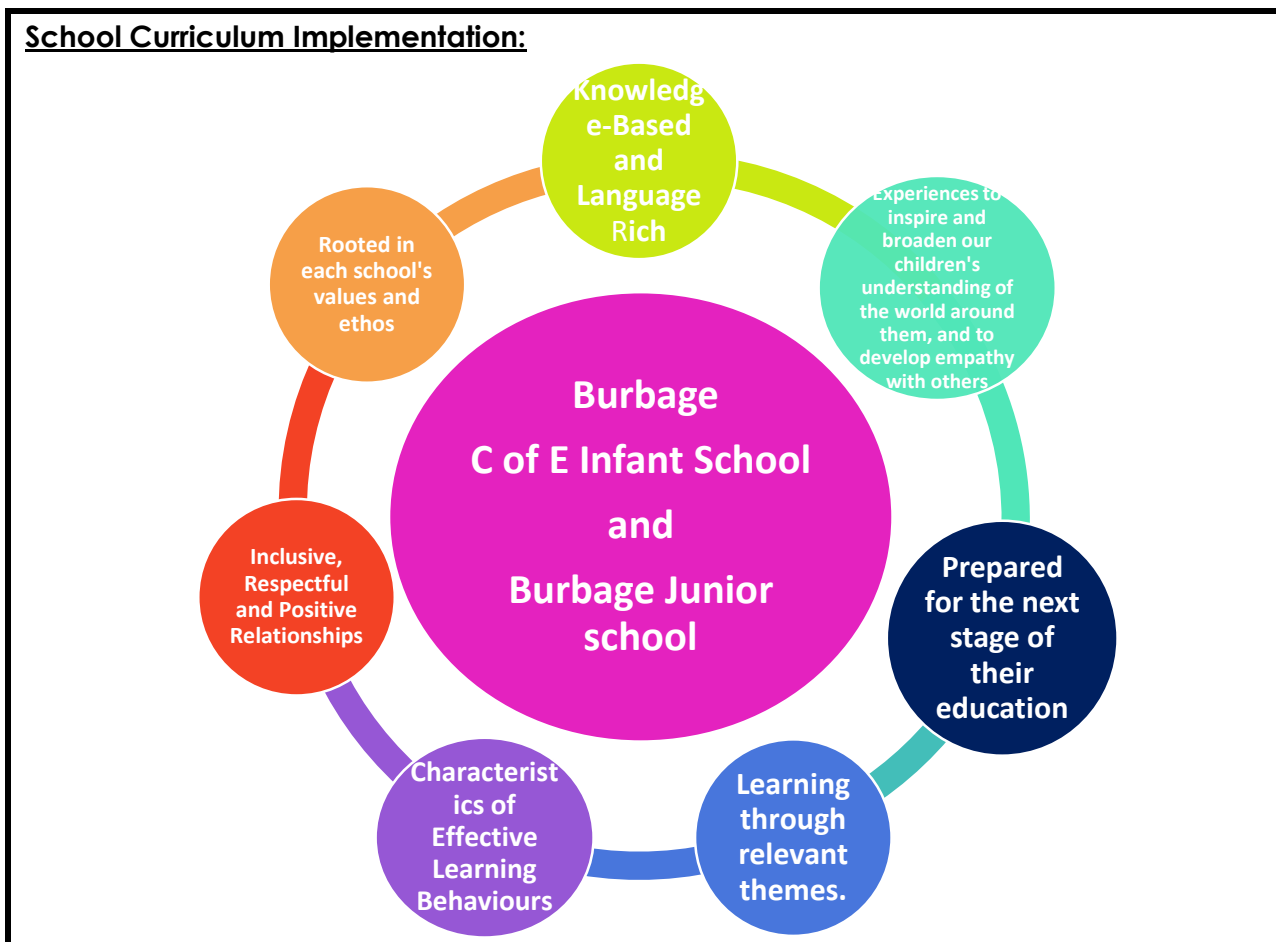 School Curriculum Implementation:
Knowledg
e-Based
and
Language
Rich
Experiences to
inspire and
broaden our
children's
understanding of
the world around
them, and to
develop empathy
with others
Prepared
for the next
stage of
their
education
Learning
through
relevant
themes.
Characterist
ics of
Effective
Learning
Behaviours
Inclusive,
Respectful
and Positive
Relationships
Rooted in
each school's
values and
ethos
Burbage
C of E Infant School
and
Burbage Junior
school